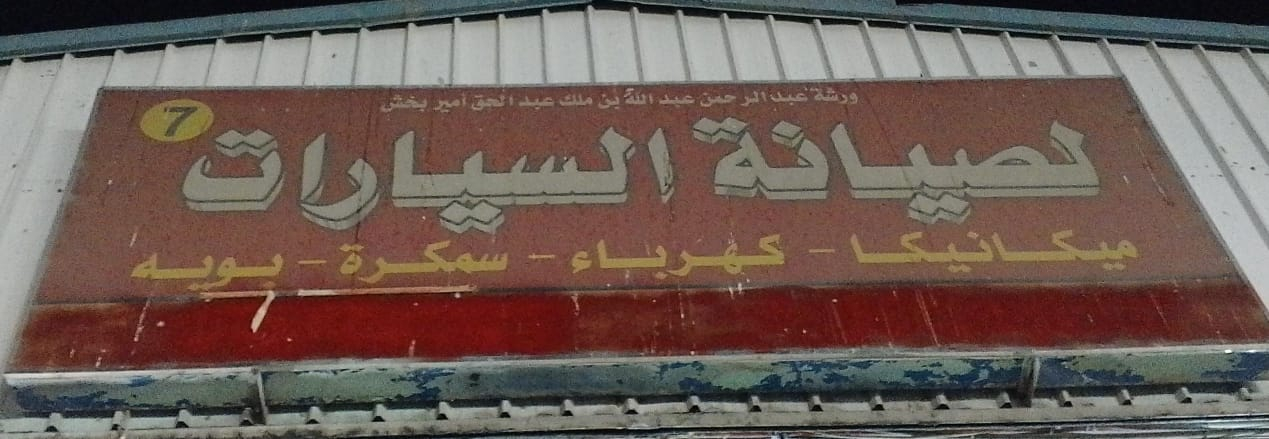 ورشة عبد الرحمن عبد الله بن ملك عبد الحق أمير بخش
7
لصيانة السيارات
ميكانيكا - كهرباء - سمكرة - بويه